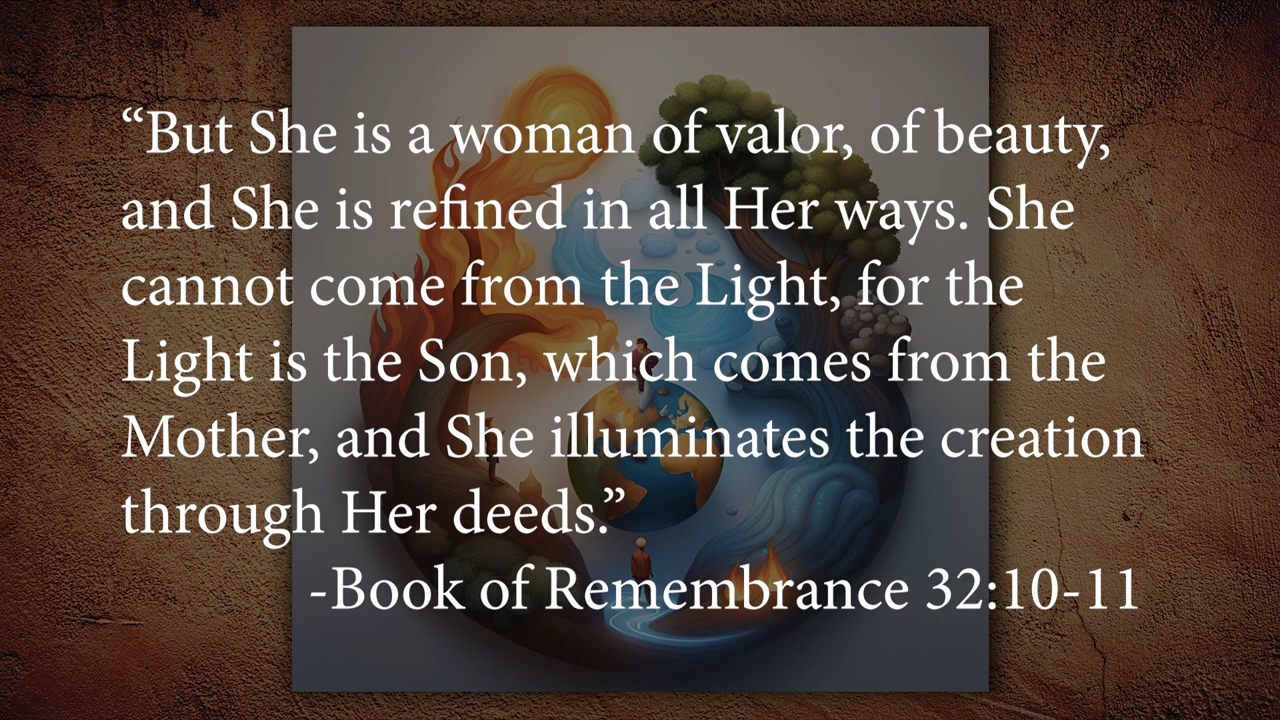 “But She is a woman of valor, of beauty,
and She is refined in all Her ways. She
cannot come from the Light, for the
Light is the Son, which comes from the
Mother, and She illuminates the creation
through Her deeds.”
-Book of Remembrance 32:10-11